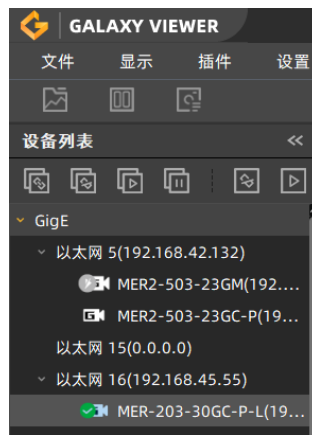 GALAXY VIEWER
文件 显示 插件 设置
设备列表
GigE
以太网 5(192.168.42.132)
MER2-503-23GM(192....
MER2-503-23GC-P(19...
以太网 15(0.0.0.0)
以太网 16(192.168.45.55)
MER-203-30GC-P-L(19...